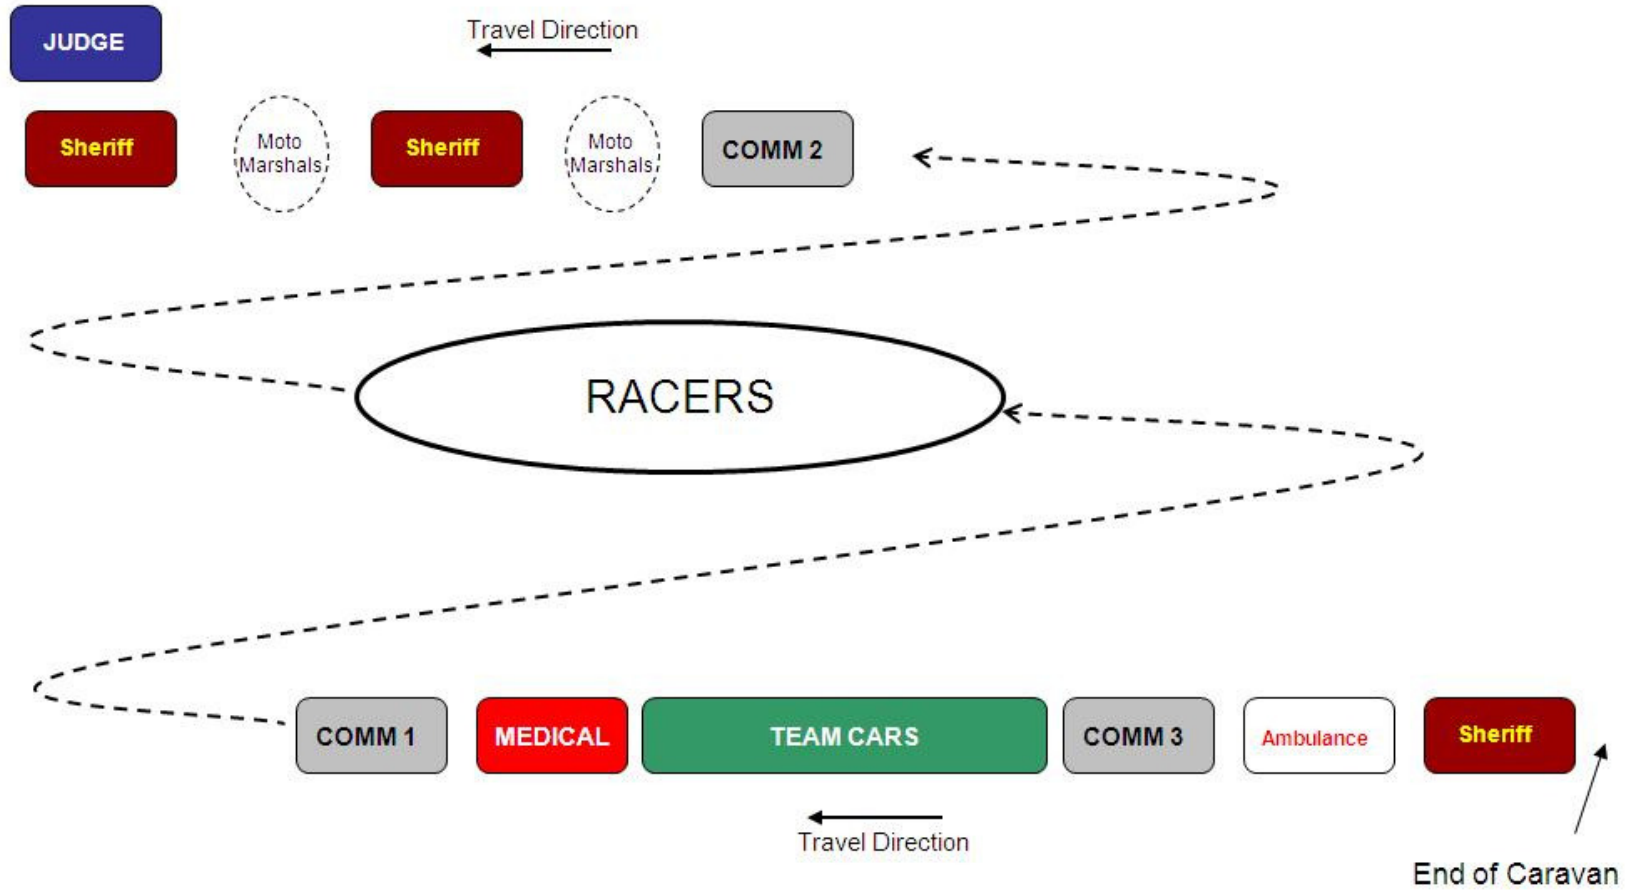 JUDGE
Travel Direction
Sheriff
Moto
Marshals
Sheriff
Moto
Marshals
COMM 2
RACERS
COMM 1
MEDICAL
TEAM CARS
COMM 3
Ambulance
Sheriff
Travel Direction
End of Caravan